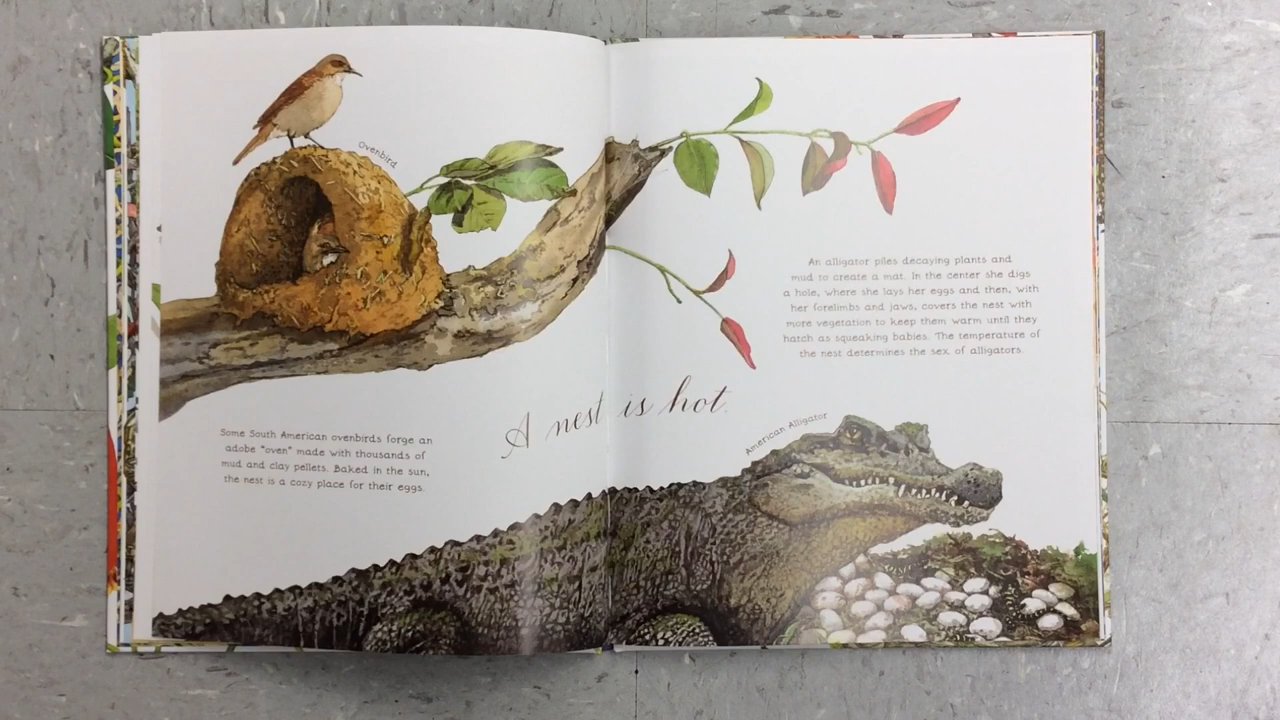 Ovenbird
An alligator piles decaying plants and
mud to create a mat. In the center she digs
a hole, where she lays her eggs and then, with
her forelimbs and jaws, covers the nest with
more vegetation to keep them warm until they
hatch as squeaking babies. The temperature of
the nest determines the sex of alligators.
A nest is hot.
Some South American ovenbirds forge an
adobe "oven" made with thousands of
mud and clay pellets. Baked in the sun,
the nest is a cozy place for their eggs.
American Alligator